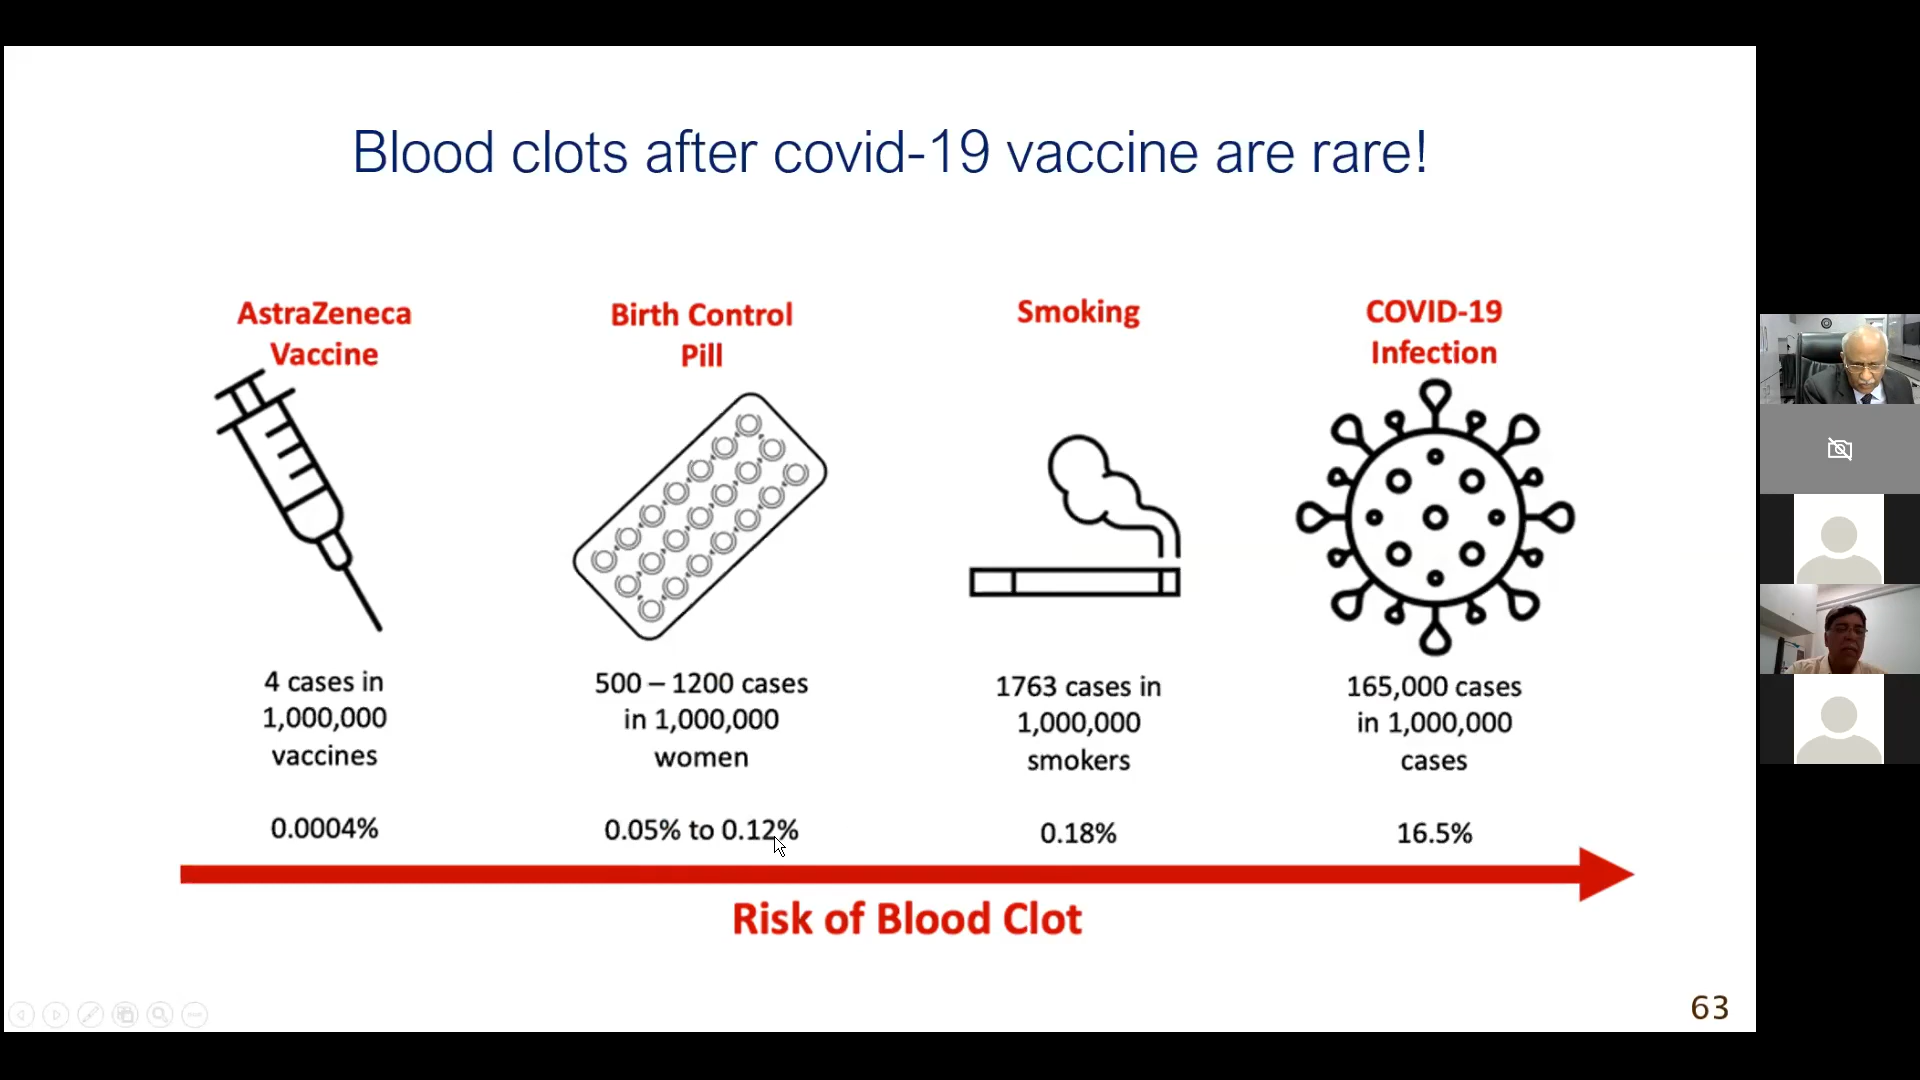 Blood clots after covid-19 vaccine are rare!
AstraZeneca
Vaccine
4 cases in
1,000,000
vaccines
0.0004%
Birth Control
Pill
500 – 1200 cases
in 1,000,000
women
0.05% to 0.12%
Smoking
1763 cases in
1,000,000
smokers
0.18%
COVID-19
Infection
165,000 cases
in 1,000,000
cases
16.5%
Risk of Blood Clot
63